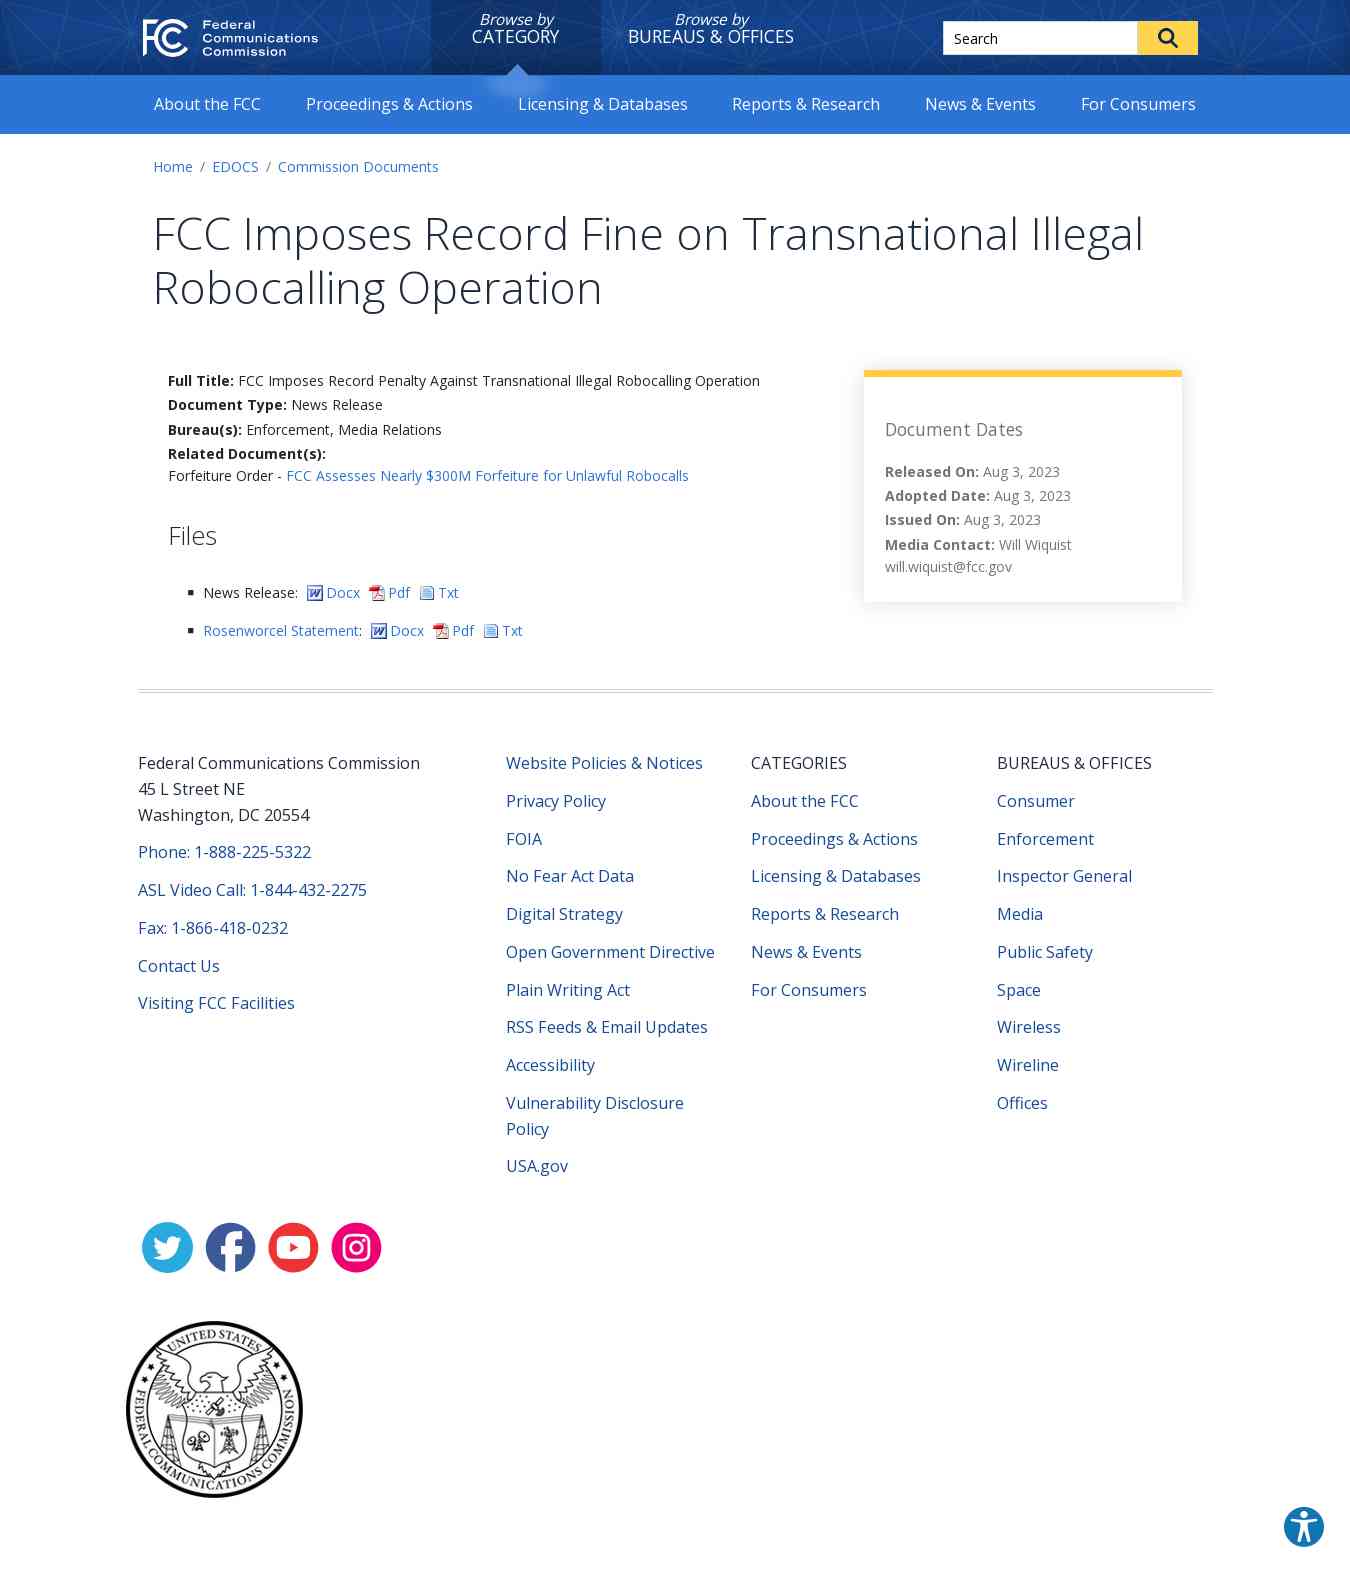 Federal
Communications
Commission
Browse by
CATEGORY
Browse by
BUREAUS & OFFICES
Search
About the FCC
Proceedings & Actions
Licensing & Databases
Reports & Research
News & Events
For Consumers
Home / EDOCS / Commission Documents
FCC Imposes Record Fine on Transnational Illegal
Robocalling Operation
Full Title: FCC Imposes Record Penalty Against Transnational Illegal Robocalling Operation
Document Type: News Release
Bureau(s): Enforcement, Media Relations
Related Document(s):
Forfeiture Order - FCC Assesses Nearly $300M Forfeiture for Unlawful Robocalls
Files
News Release: Docx Pdf Txt
Rosenworcel Statement: Docx Pdf Txt
Document Dates
Released On: Aug 3, 2023
Adopted Date: Aug 3, 2023
Issued On: Aug 3, 2023
Media Contact: Will Wiquist
will.wiquist@fcc.gov
Federal Communications Commission
45 L Street NE
Washington, DC 20554
Phone: 1-888-225-5322
ASL Video Call: 1-844-432-2275
Fax: 1-866-418-0232
Contact Us
Visiting FCC Facilities
Website Policies & Notices
Privacy Policy
FOIA
No Fear Act Data
Digital Strategy
Open Government Directive
Plain Writing Act
RSS Feeds & Email Updates
Accessibility
Vulnerability Disclosure
Policy
USA.gov
CATEGORIES
About the FCC
Proceedings & Actions
Licensing & Databases
Reports & Research
News & Events
For Consumers
BUREAUS & OFFICES
Consumer
Enforcement
Inspector General
Media
Public Safety
Space
Wireless
Wireline
Offices
UNITED STATES
FEDERAL COMMUNICATIONS COMMISSION